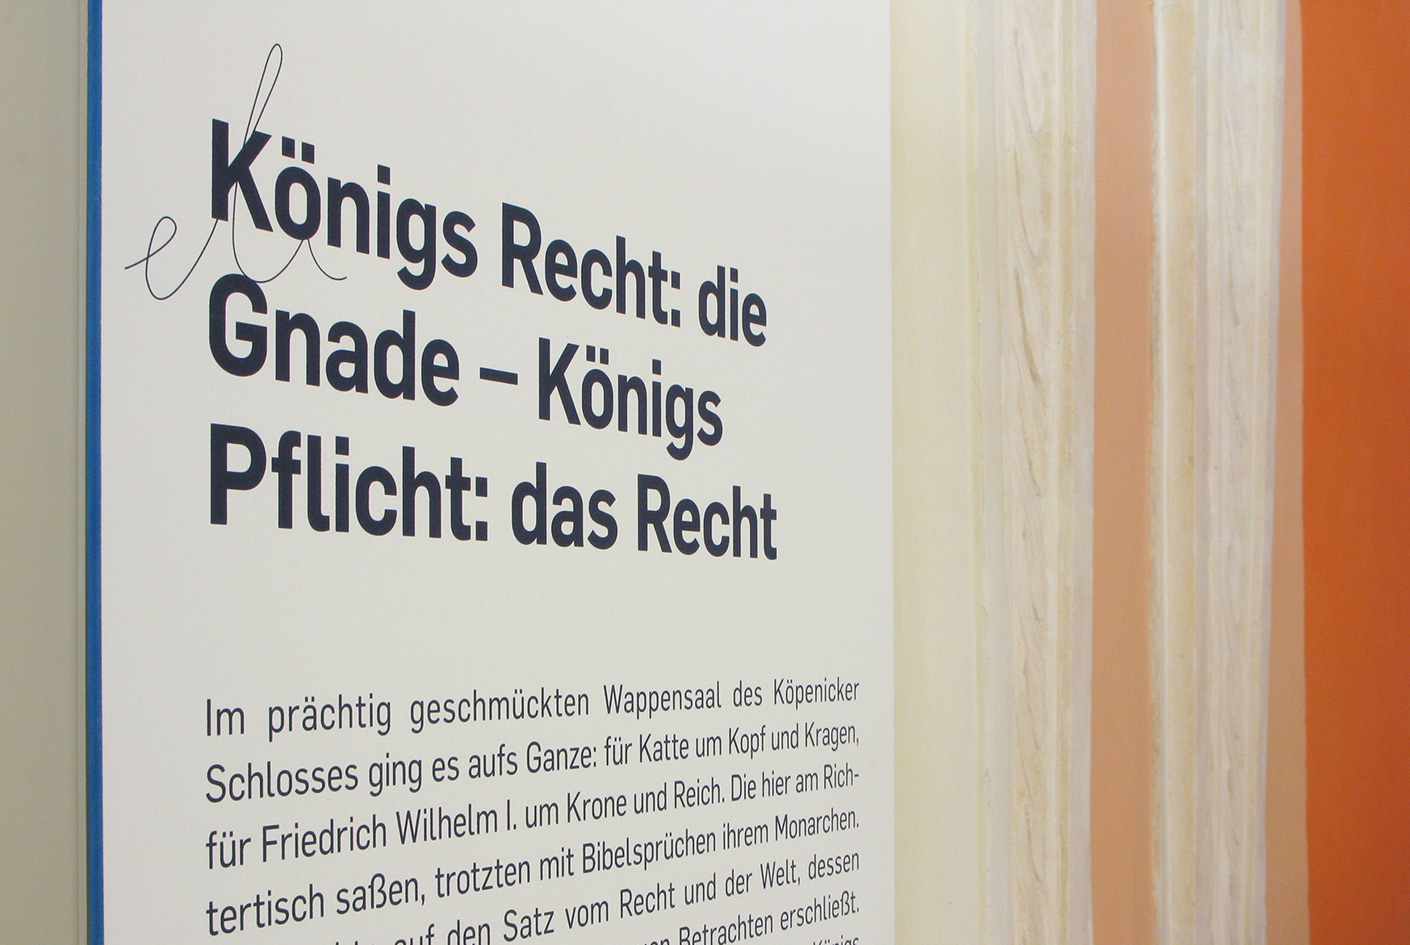 Königs Recht: die
Gnade – Königs
Pflicht: das Recht
Im prächtig geschmückten Wappensaal des Köpenicker
Schlosses ging es aufs Ganze: für Katte um Kopf und Kragen,
für Friedrich Wilhelm I. um Krone und Reich. Die hier am Rich-
tertisch saßen, trotzten mit Bibelsprüchen ihrem Monarchen.
auf den Satz vom Recht und der Welt, dessen
Betrachten erschließt.
Königs